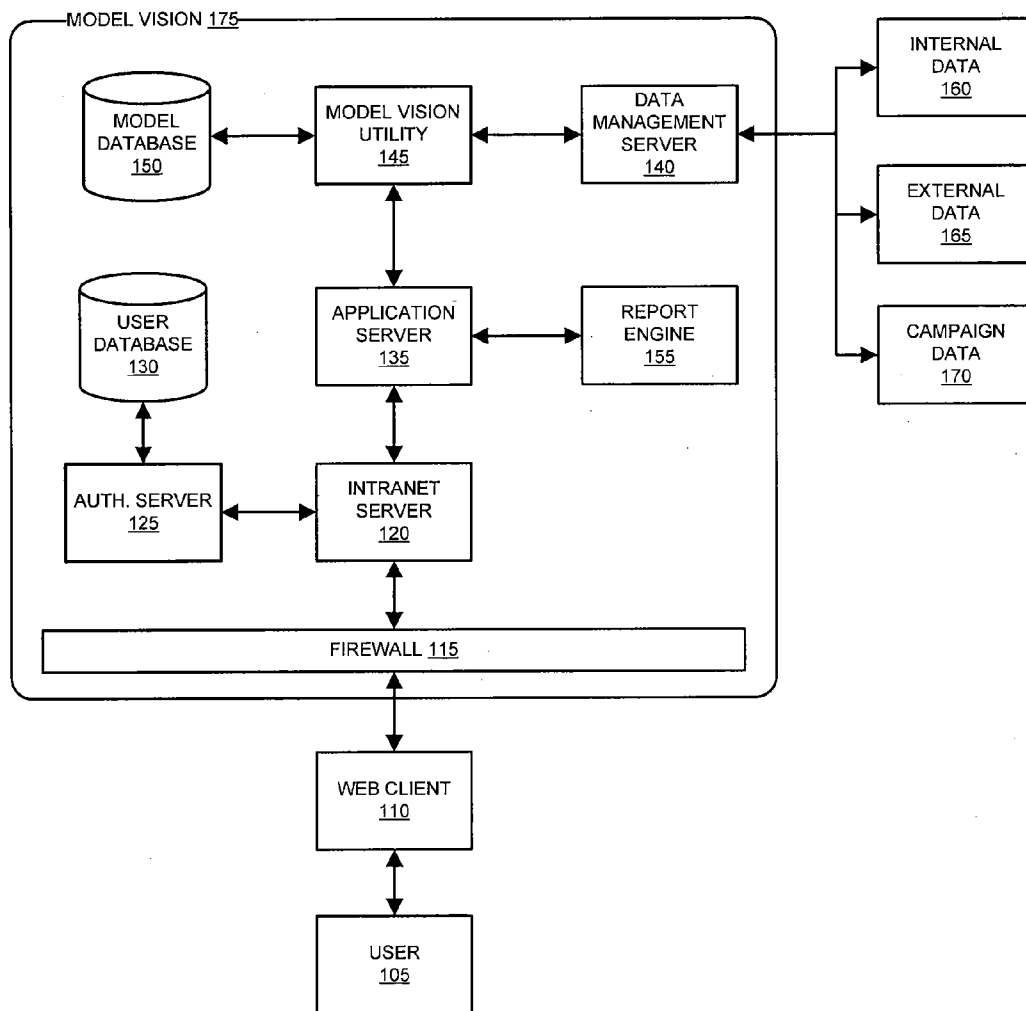 MODEL VISION 175
INTERNAL
DATA
160
MODEL
DATABASE
150
MODEL VISION
UTILITY
145
DATA
MANAGEMENT
SERVER
140
EXTERNAL
DATA
165
USER
DATABASE
130
APPLICATION
SERVER
135
REPORT
ENGINE
155
CAMPAIGN
DATA
170
AUTH. SERVER
125
INTRANET
SERVER
120
FIREWALL 115
WEB CLIENT
110
USER
105